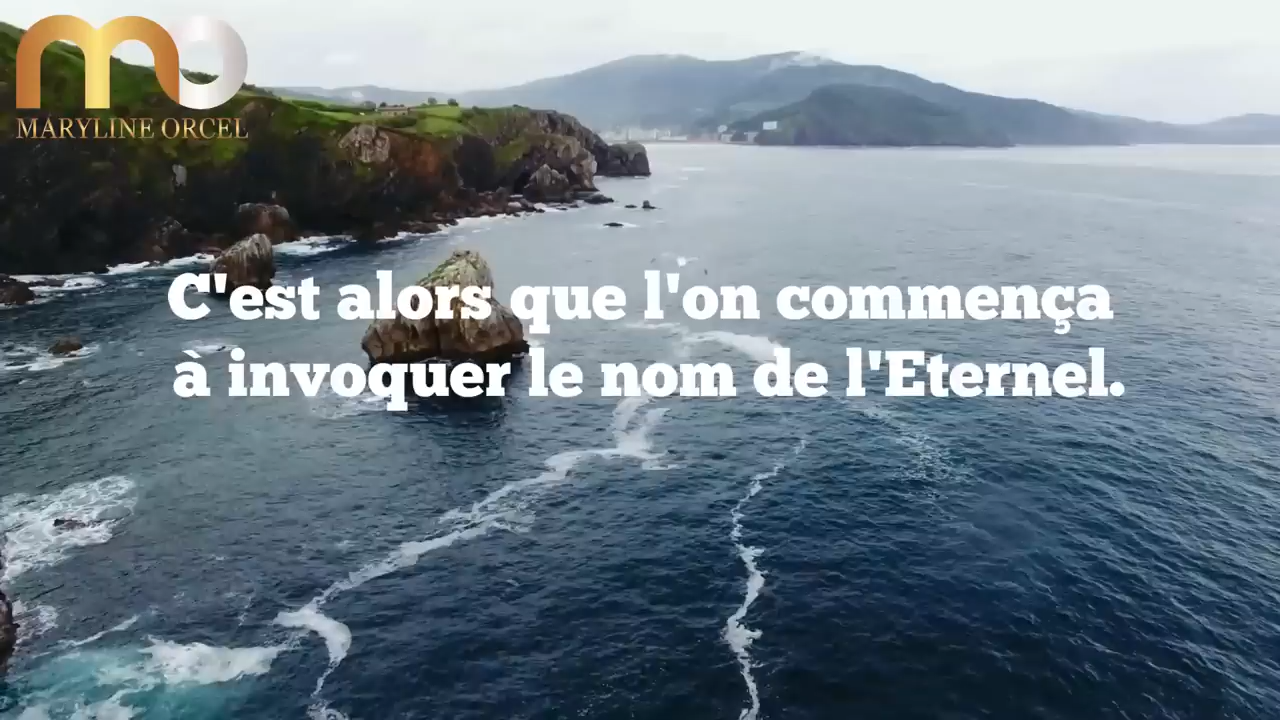 MARYLINE ORCEL
C'est alors que l'on commença
à invoquer le nom de l'Eternel.